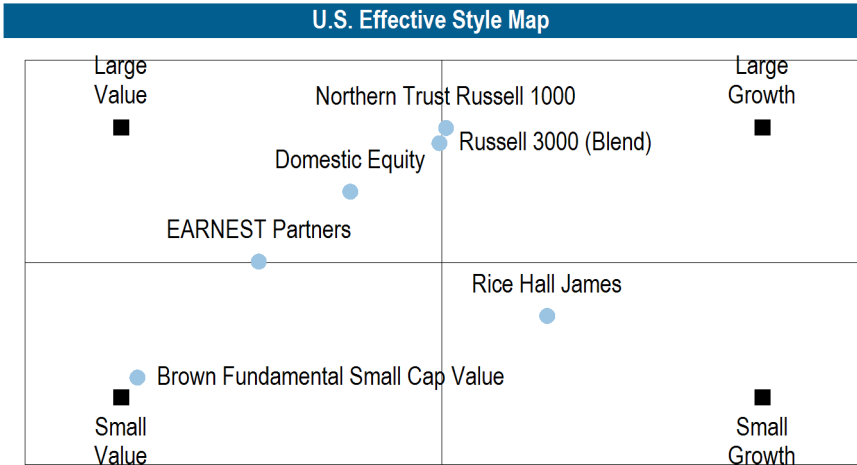 U.S. Effective Style Map
Large
Value
Large
Growth
Northern Trust Russell 1000
Russell 3000 (Blend)
Domestic Equity
EARNEST Partners
Rice Hall James
Brown Fundamental Small Cap Value
Small
Value
Small
Growth